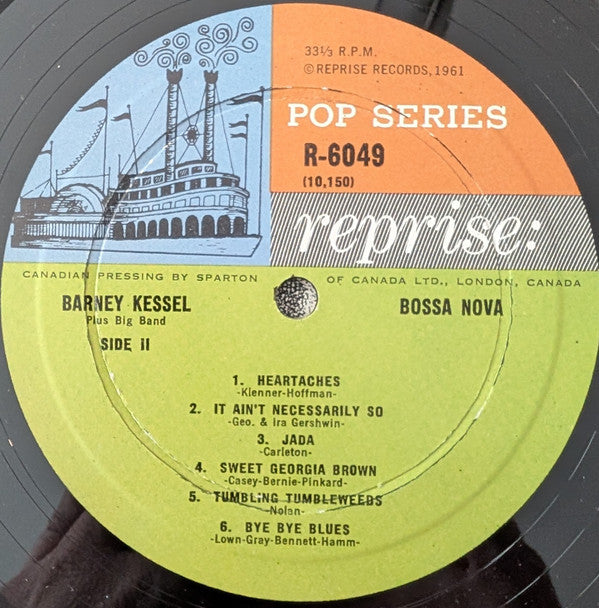 33⅓ R.P.M.
©REPRISE RECORDS, 1961
POP SERIES
R-6049
(10,150)
reprise:
CANADIAN PRESSING BY SPARTON OF CANADA LTD., LONDON, CANADA
BARNEY KESSEL
Plus Big Band
BOSSA NOVA
SIDE II
1. HEARTACHES
-Klenner-Hoffman-
2. IT AIN'T NECESSARILY SO
-Geo. & Ira Gershwin-
3. JADA
-Carleton-
4. SWEET GEORGIA BROWN
-Casey-Bernie-Pinkard-
5. TUMBLING TUMBLEWEEDS
-Nolan-
6. BYE BYE BLUES
-Lown-Gray-Bennett-Hamm-